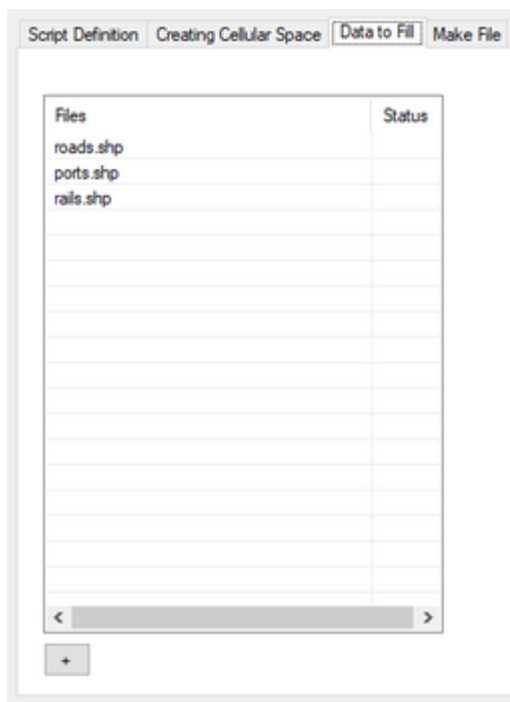 Script Definition Creating Cellular Space Data to Fill Make File
Files Status
roads.shp
ports.shp
rails.shp
+